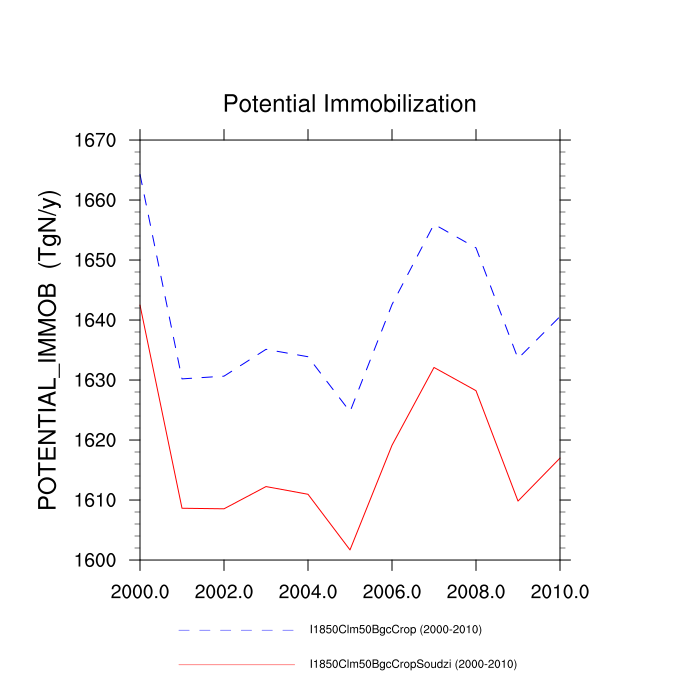 Potential Immobilization
POTENTIAL_IMMOB (TgN/y)
1670
1660
1650
1640
1630
1620
1610
1600
2000.0 2002.0 2004.0 2006.0 2008.0 2010.0
I1850Clm50BgcCrop (2000-2010)
I1850Clm50BgcCropSoudzi (2000-2010)